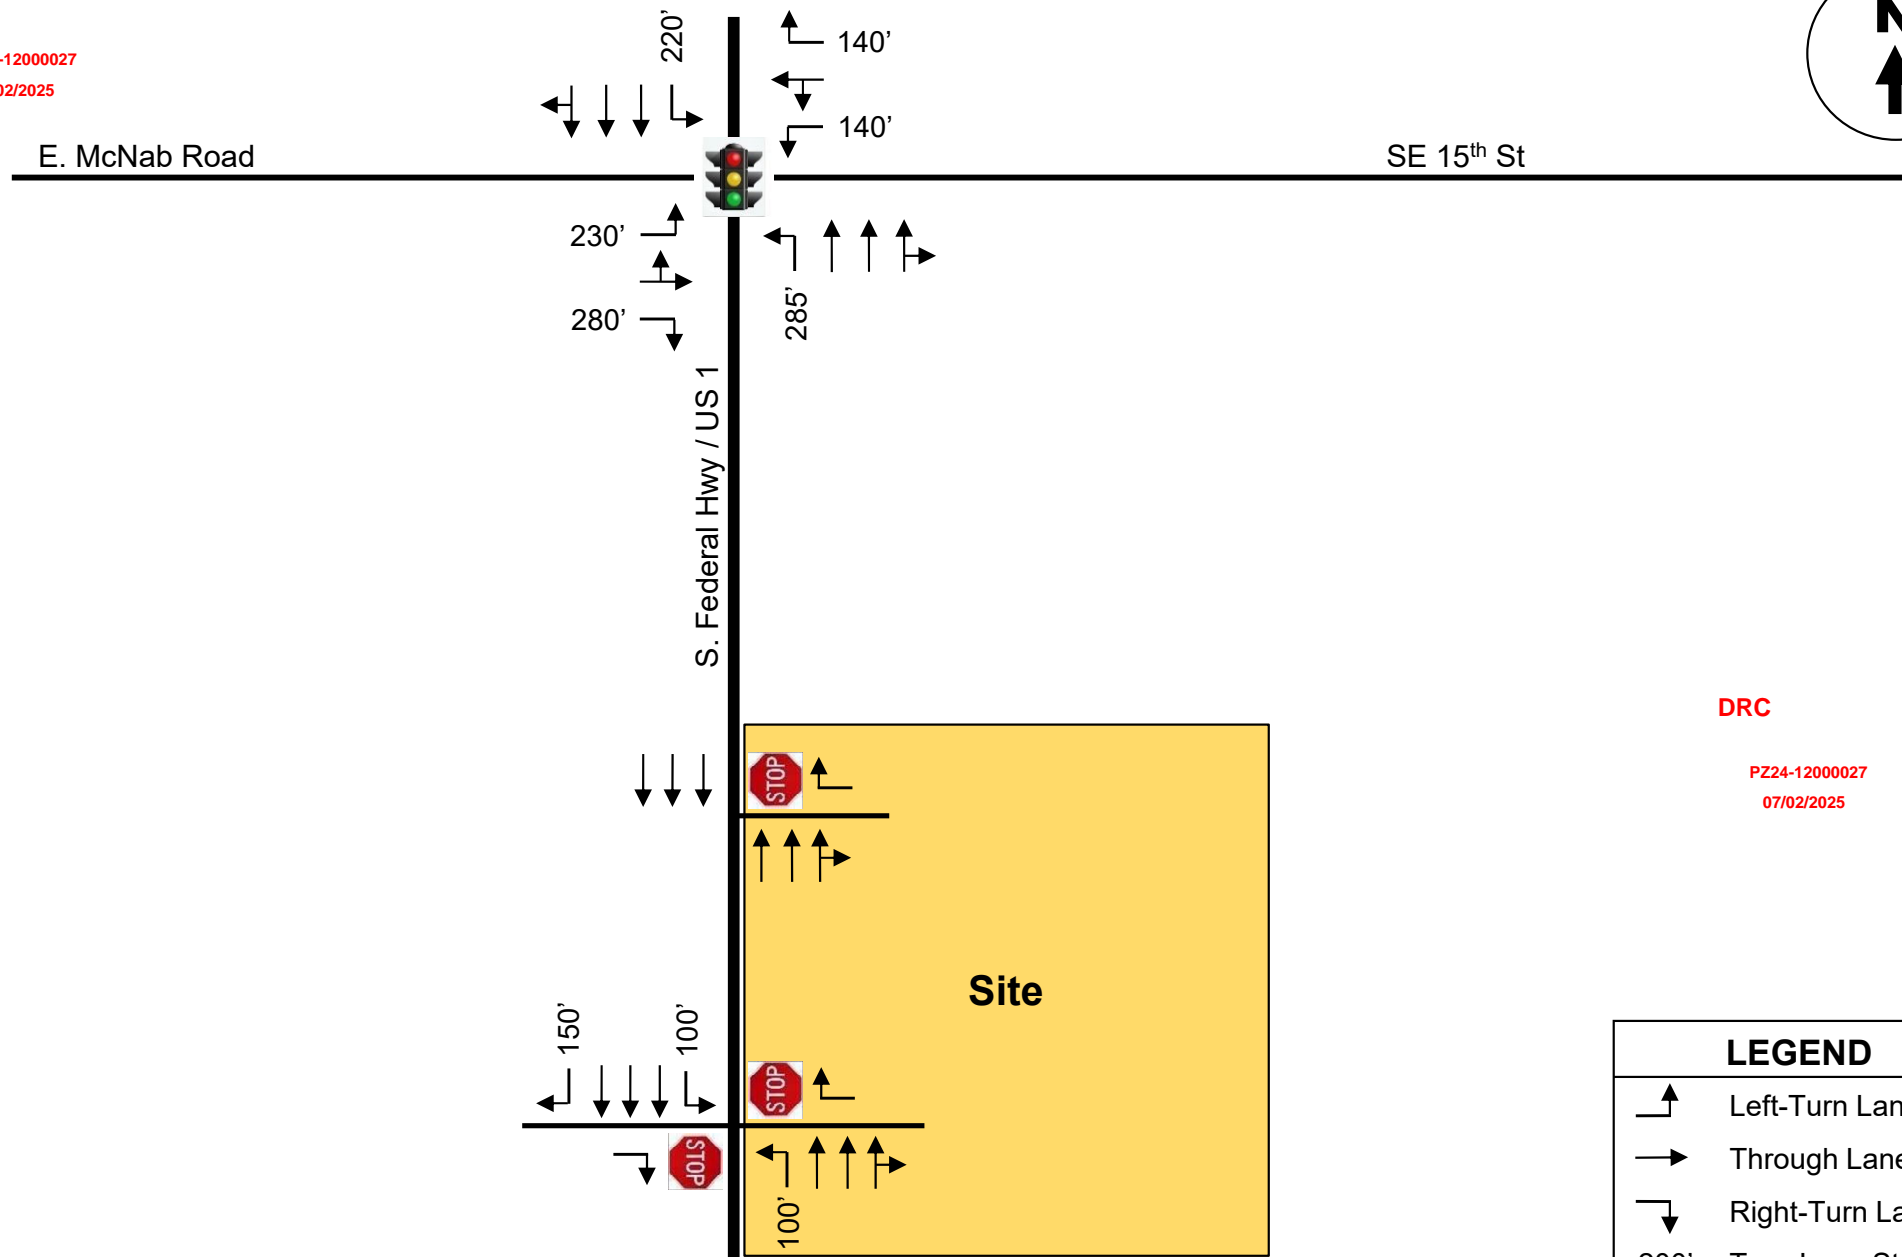 220’
140’
N
-12000027
02/2025
140’
E. McNab Road
SE 15th St
230’
285’
280’
S. Federal Hwy / US 1
DRC
STOP
PZ24-12000027
07/02/2025
Site
150’
100’
STOP
LEGEND
Left-Turn Lan
Through Lane
STOP
100’
Right-Turn La